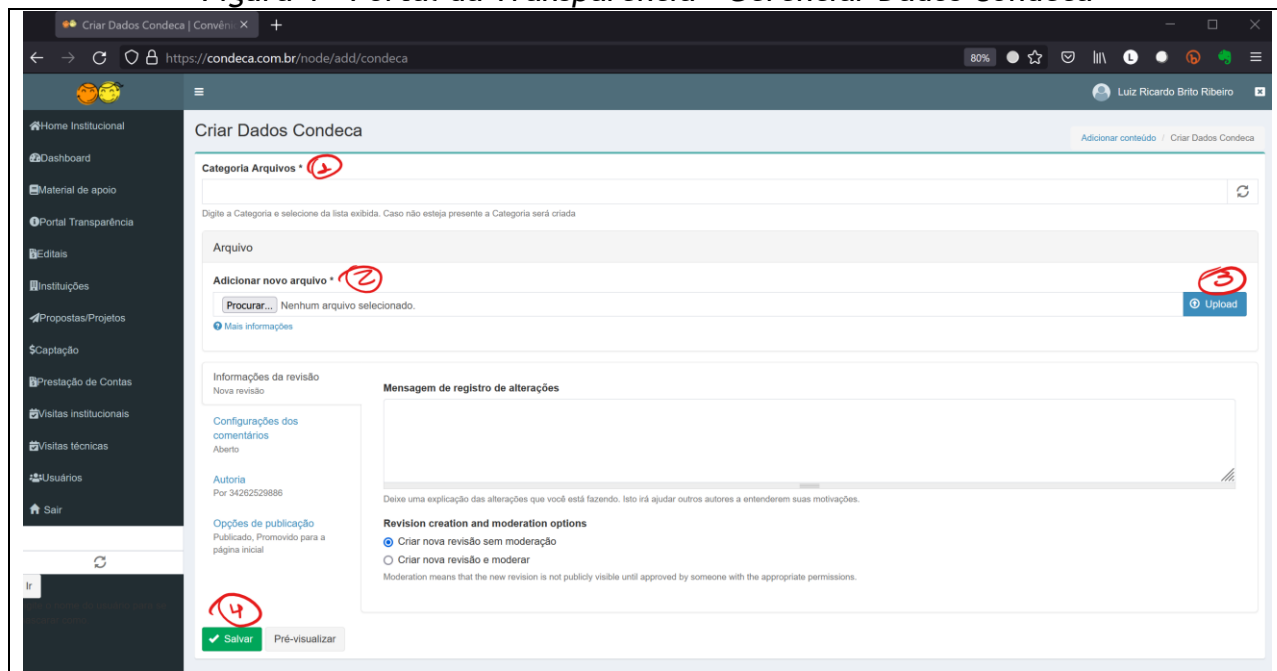 Figura 4 - Portal da Transparência - Gerenciar Dados Condeca
Criar Dados Condeca | Convêni
https://condeca.com.br/node/add/condeca
80%
L
Luiz Ricardo Brito Ribeiro
Home Institucional
Dashboard
Material de apoio
Portal Transparência
Editais
Instituições
Propostas/Projetos
$Captação
Prestação de Contas
Visitas institucionais
Visitas técnicas
Usuários
Sair
Ir
Criar Dados Condeca
Adicionar conteúdo / Criar Dados Condeca
Categoria Arquivos * 1
Digite a Categoria e selecione da lista exibida. Caso não esteja presente a Categoria será criada
Arquivo
Adicionar novo arquivo * 2
3
Procurar... Nenhum arquivo selecionado.
Upload
Mais informações
Informações da revisão
Nova revisão
Configurações dos
comentários
Aberto
Autoria
Por 34262529886
Opções de publicação
Publicado, Promovido para a
página inicial
Mensagem de registro de alterações
Deixe uma explicação das alterações que você está fazendo. Isto irá ajudar outros autores a entenderem suas motivações.
Revision creation and moderation options
Criar nova revisão sem moderação
Criar nova revisão e moderar
Moderation means that the new revision is not publicly visible until approved by someone with the appropriate permissions.
4
Salvar
Pré-visualizar